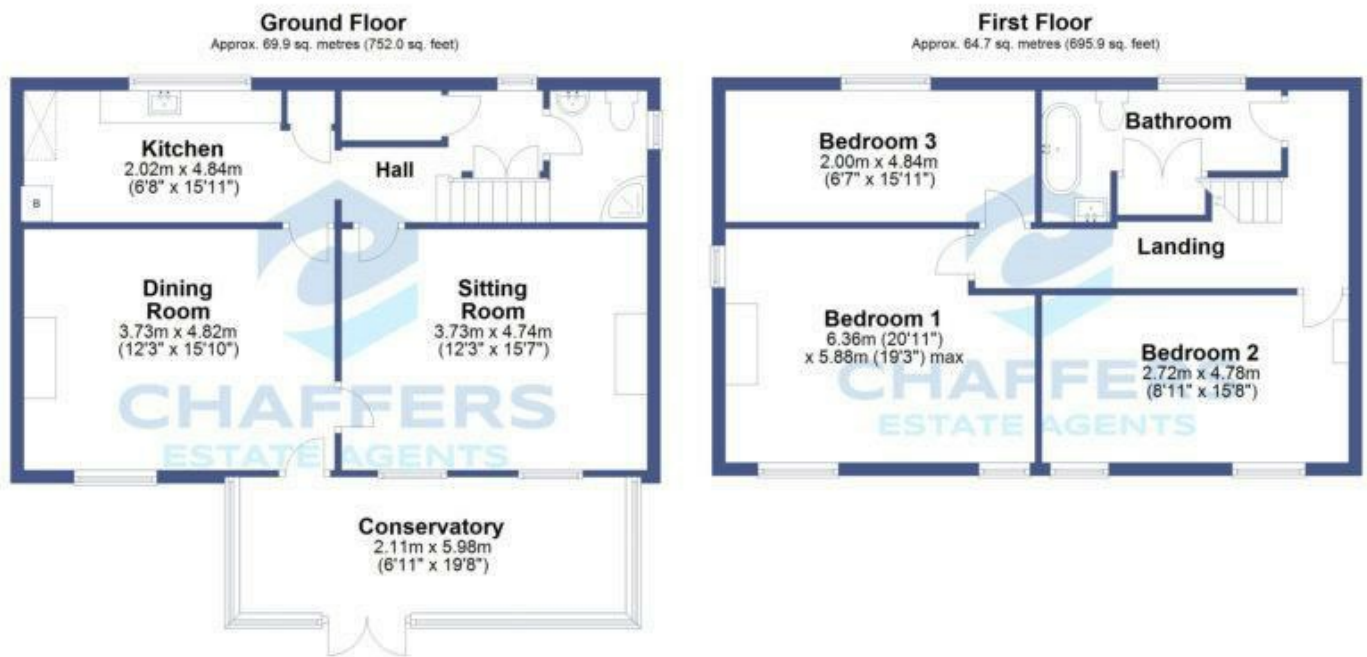 Ground Floor
Approx. 69.9 sq. metres (752.0 sq. feet)
Kitchen
2.02m x 4.84m
(6'8" x 15'11")
B
Hall
Dining
Room
3.73m x 4.82m
(12'3" x 15'10")
Sitting
Room
3.73m x 4.74m
(12'3" x 15'7")
CHAFFERS
ESTATE AGENTS
Conservatory
2.11m x 5.98m
(6'11" x 19'8")
First Floor
Approx. 64.7 sq. metres (695.9 sq. feet)
Bedroom 3
2.00m x 4.84m
(6'7" x 15'11")
Bathroom
Landing
Bedroom 1
6.36m (20'11")
x 5.88m (19'3") max
Bedroom 2
2.72m x 4.78m
(8'11" x 15'8")
CHAFFERS
ESTATE AGENTS